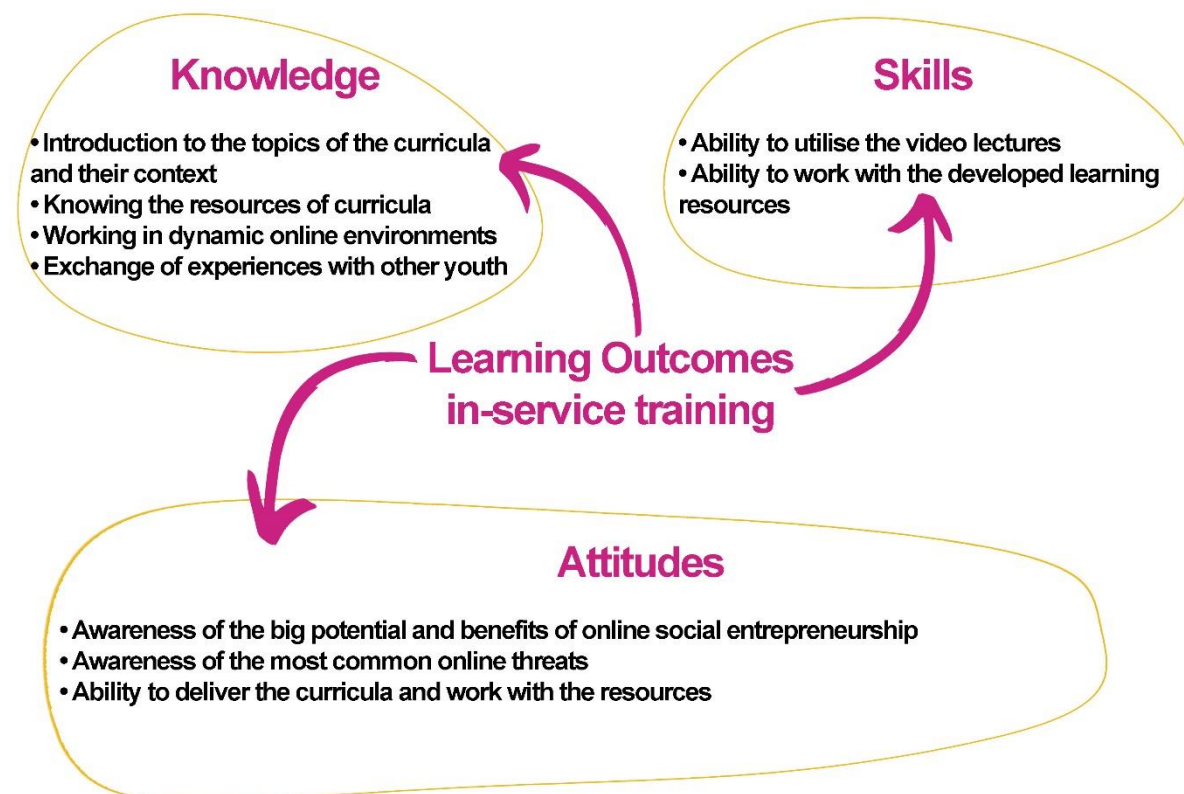 Knowledge
• Introduction to the topics of the curricula
and their context
• Knowing the resources of curricula
• Working in dynamic online environments
• Exchange of experiences with other youth
Skills
• Ability to utilise the video lectures
• Ability to work with the developed learning
resources
Learning Outcomes
in-service training
Attitudes
• Awareness of the big potential and benefits of online social entrepreneurship
• Awareness of the most common online threats
• Ability to deliver the curricula and work with the resources